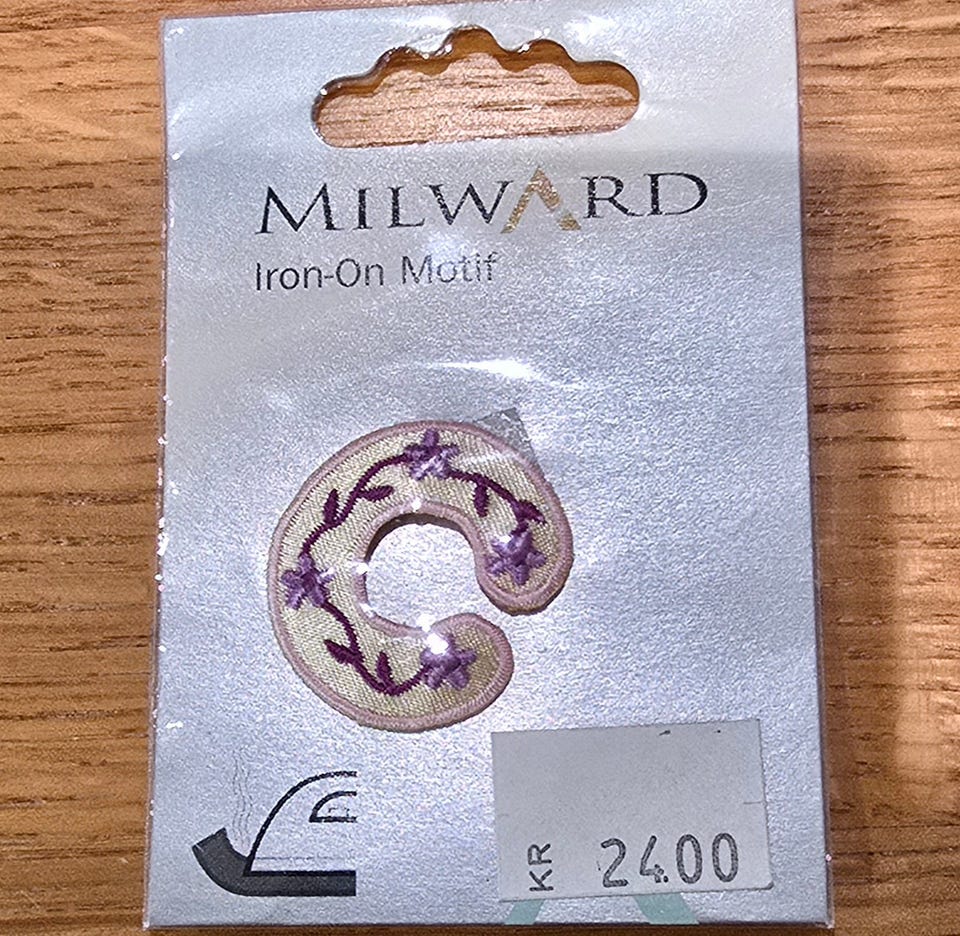 MILWARD
Iron-On Motif
C
KR 24.00